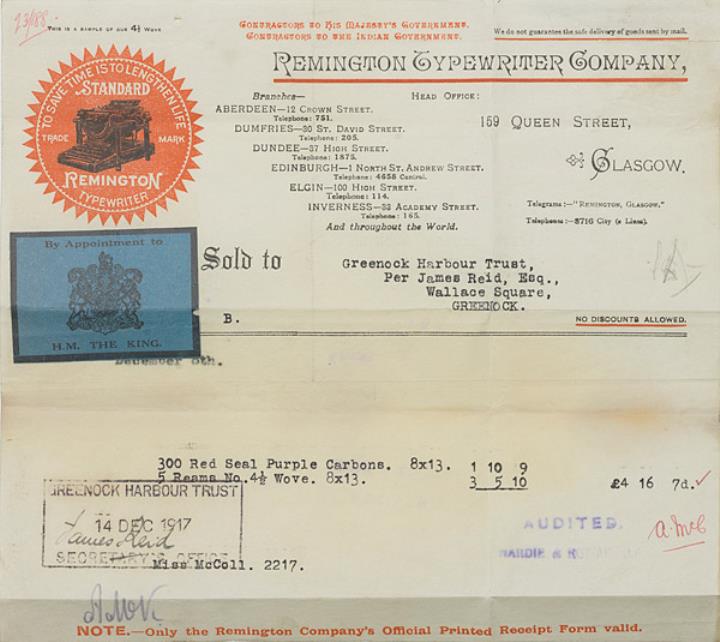 23/188
THIS IS A SAMPLE OF OUR 4½ WOVE
CONTRACTORS TO HIS MAJESTY'S GOVERNMENT.
CONTRACTORS TO THE INDIAN GOVERNMENT.
We do not guarantee the safe delivery of goods sent by mail.
REMINGTON TYPEWRITER COMPANY,
TO SAVE TIME IS TO LENGTHEN LIFE
STANDARD
TRADE MARK
REMINGTON
TYPEWRITER
Branches—
HEAD OFFICE:
ABERDEEN—12 CROWN STREET.
Telephone: 751.
DUMFRIES—30 ST. DAVID STREET.
Telephone: 205.
DUNDEE—37 HIGH STREET.
Telephone: 1875.
EDINBURGH—1 NORTH ST. ANDREW STREET.
Telephone: 4658 Central.
ELGIN—100 HIGH STREET.
Telephone: 114.
INVERNESS—33 ACADEMY STREET.
Telephone: 165.
And throughout the World.
159 QUEEN STREET,
GLASGOW.
Telegrams:—"REMINGTON, GLASGOW."
Telephone:—8716 City (2 Lines).
By Appointment to
H.M. THE KING.
Sold to
Greenock Harbour Trust,
Per James Reid, Esq.,
Wallace Square,
GREENOCK.
B.
NO DISCOUNTS ALLOWED.
December 8th.
300 Red Seal Purple Carbons. 8x13. 1 10 9
5 Reams No.4½ Wove. 8x13. 3 5 10 £4 16 7d.
GREENOCK HARBOUR TRUST
14 DEC 1917
James Reid
SECRETARY'S OFFICE
AUDITED.
Miss McColl. 2217.
NOTE.—Only the Remington Company's Official Printed Receipt Form valid.